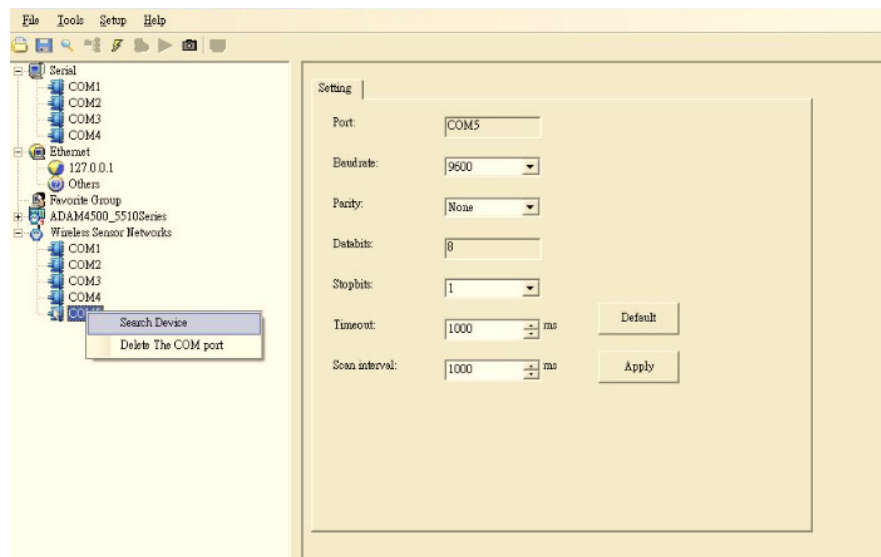 File Tools Setup Help
Serial
COM1
COM2
COM3
COM4
Ethernet
127.0.0.1
Others
Favorite Group
ADAM4500_5510Series
Wireless Sensor Networks
COM1
COM2
COM3
COM4
Search Device
Delete The COM port
Setting
Port: COM5
Baudrate: 9600
Parity: None
Databits: 8
Stopbits: 1
Timeout: 1000 ms
Scan interval: 1000 ms
Default
Apply